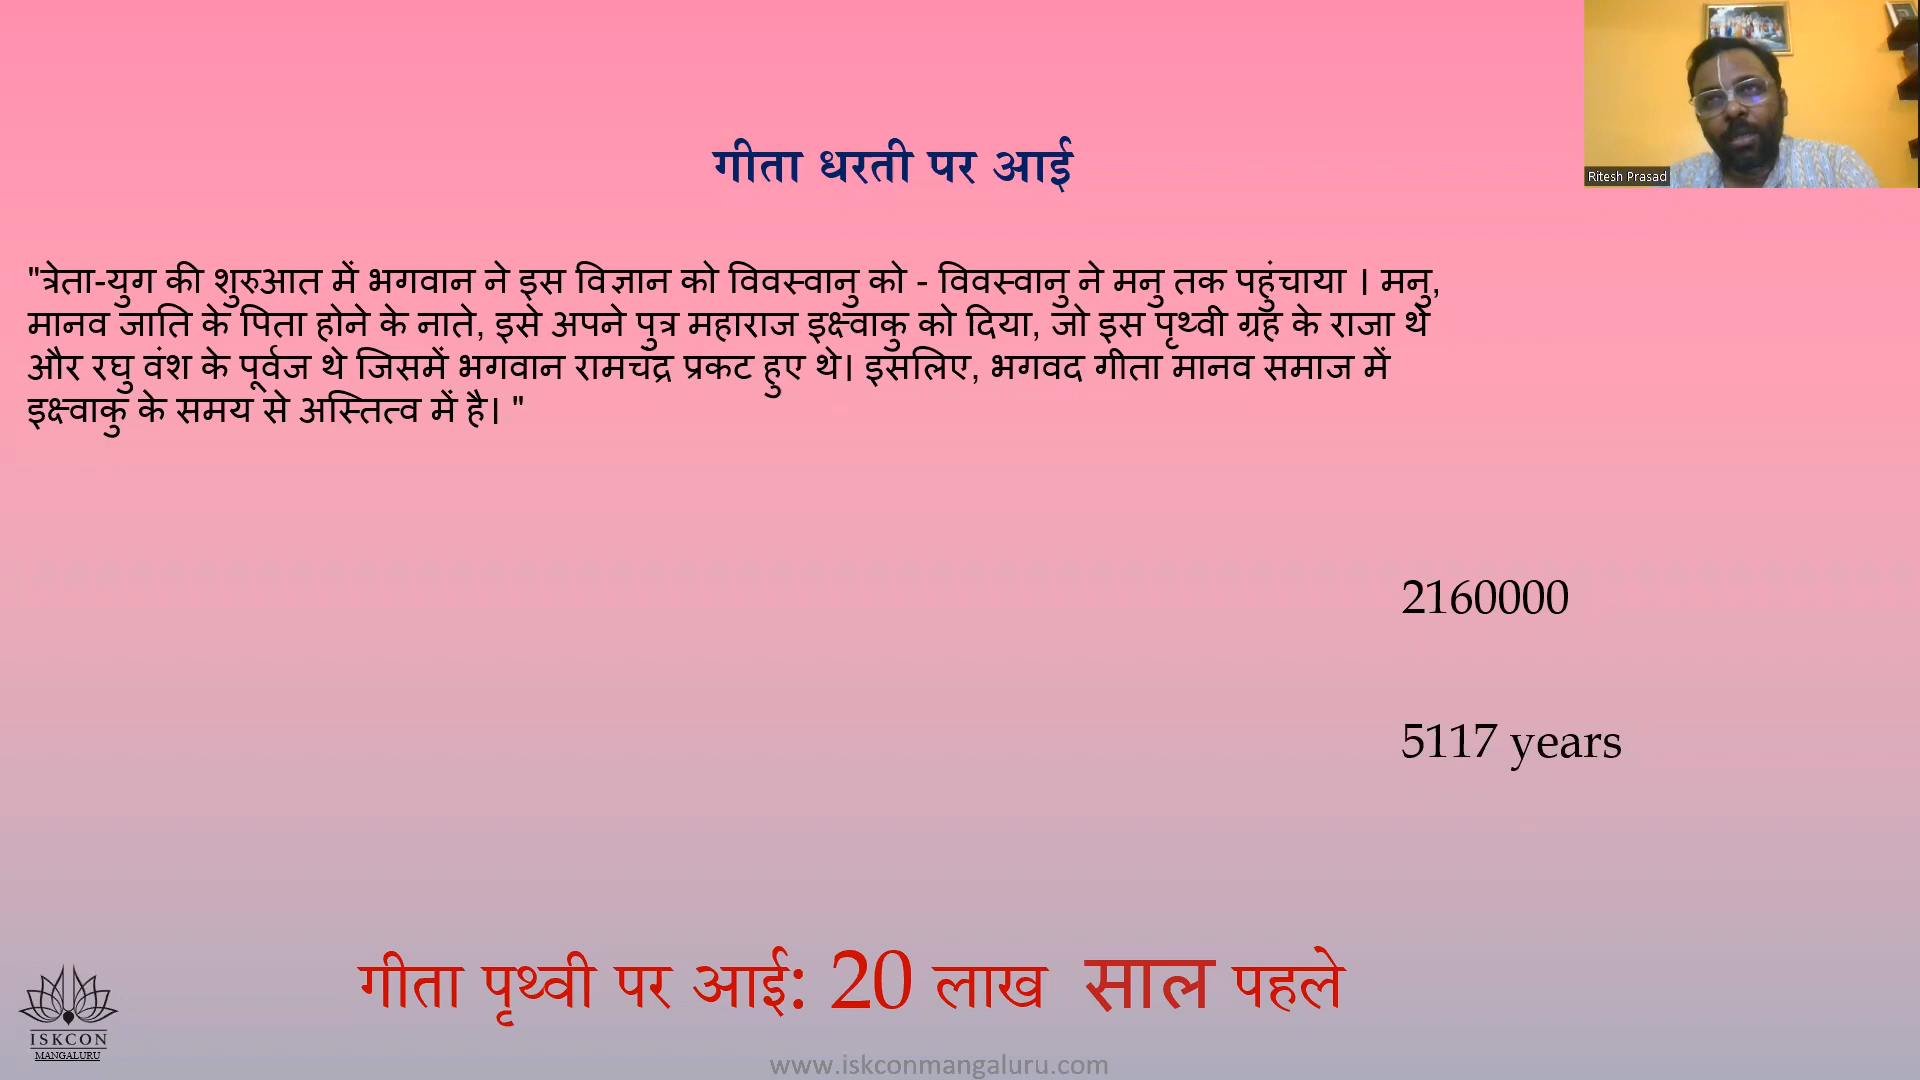 Ritesh Prasad
गीता धरती पर आई
"त्रेता-युग की शुरुआत में भगवान ने इस विज्ञान को विवस्वानु को - विवस्वानु ने मनु तक पहुंचाया । मनु,
मानव जाति के पिता होने के नाते, इसे अपने पुत्र महाराज इक्ष्वाकु को दिया, जो इस पृथ्वी ग्रह के राजा थे
और रघु वंश के पूर्वज थे जिसमें भगवान रामचंद्र प्रकट हुए थे। इसलिए, भगवद गीता मानव समाज में
इक्ष्वाकु के समय से अस्तित्व में है। "
2160000
5117 years
गीता पृथ्वी पर आई: 20 लाख साल पहले
ISKCON
MANGALURU
www.iskconmangaluru.com